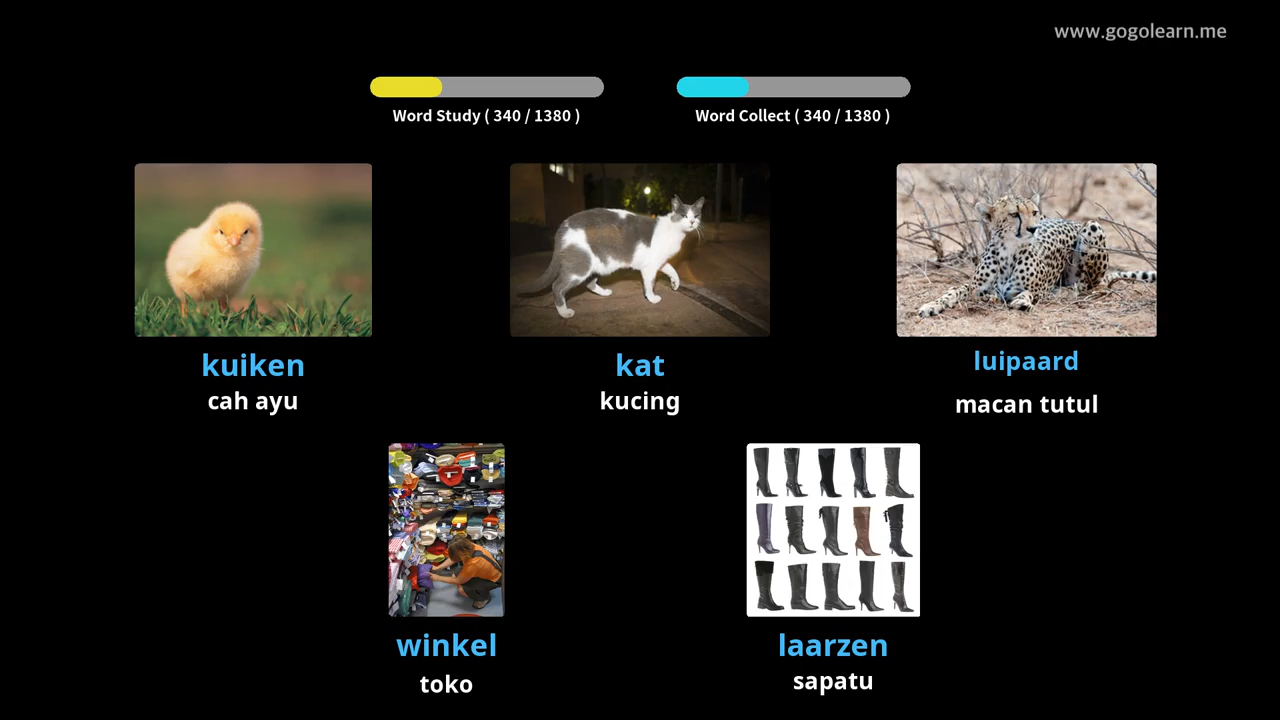 www.gogolearn.me
Word Study ( 340 / 1380 )
Word Collect ( 340 / 1380 )
kuiken
cah ayu
kat
kucing
luipaard
macan tutul
winkel
toko
laarzen
sapatu